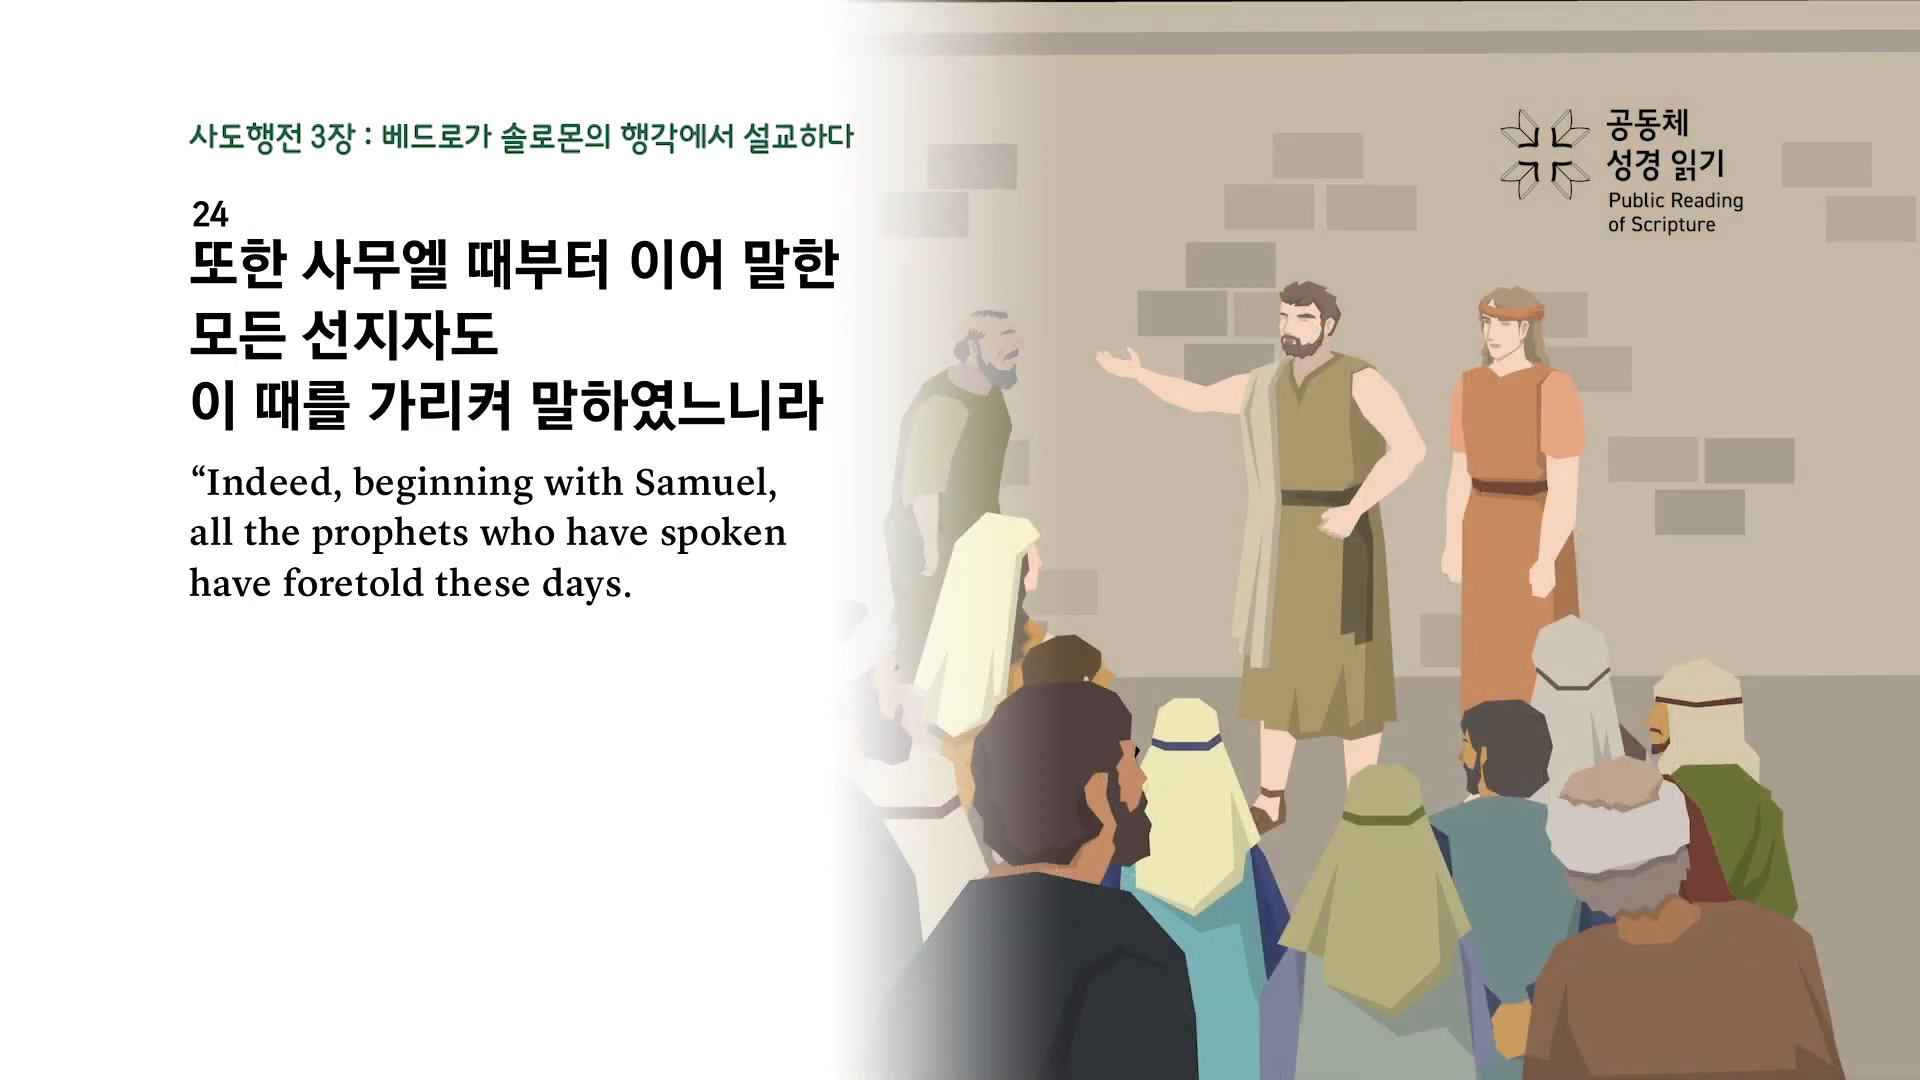 사도행전 3장 : 베드로가 솔로몬의 행각에서 설교하다
24
또한 사무엘 때부터 이어 말한
모든 선지자도
이 때를 가리켜 말하였느니라
“Indeed, beginning with Samuel,
all the prophets who have spoken
have foretold these days.
공동체
성경 읽기
Public Reading
of Scripture